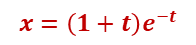 x = (1 + t)e^{-t}